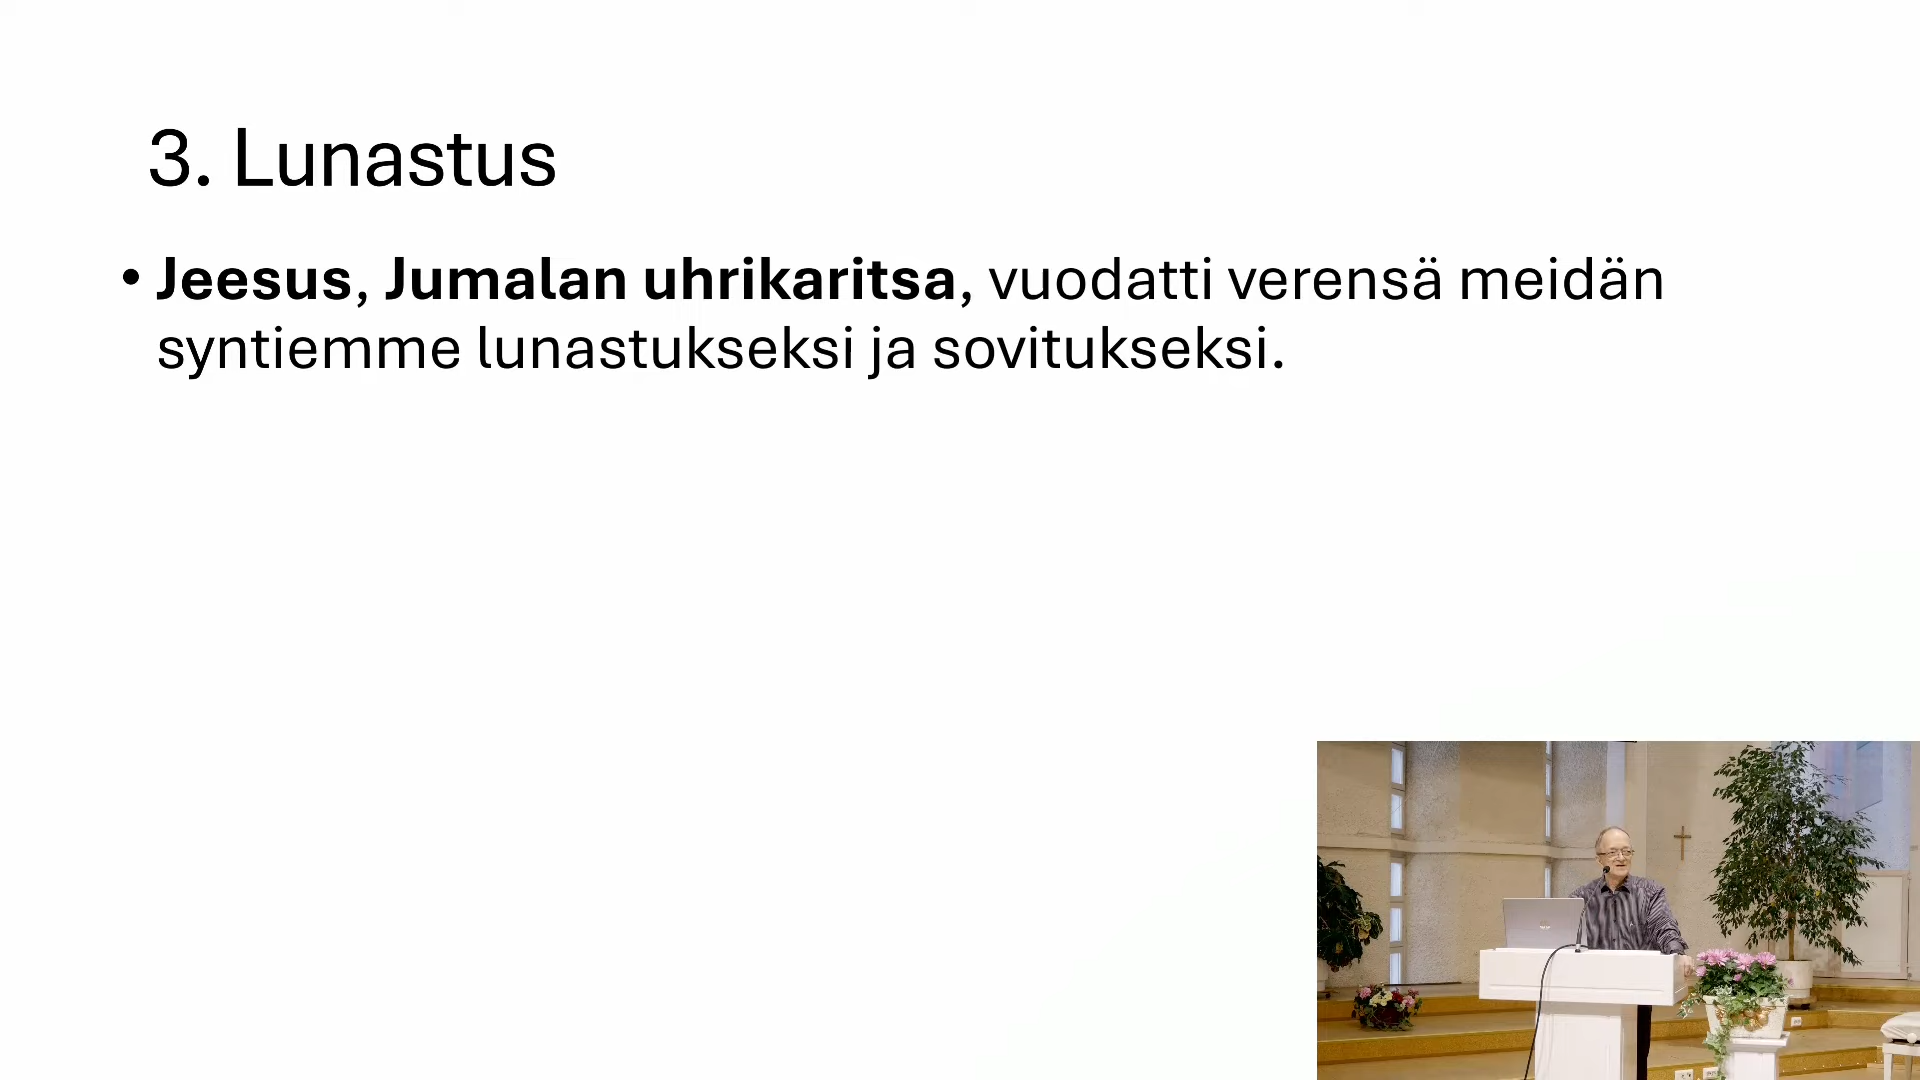 3. Lunastus
• Jeesus, Jumalan uhrikaritsa, vuodatti verensä meidän
syntiemme lunastukseksi ja sovitukseksi.